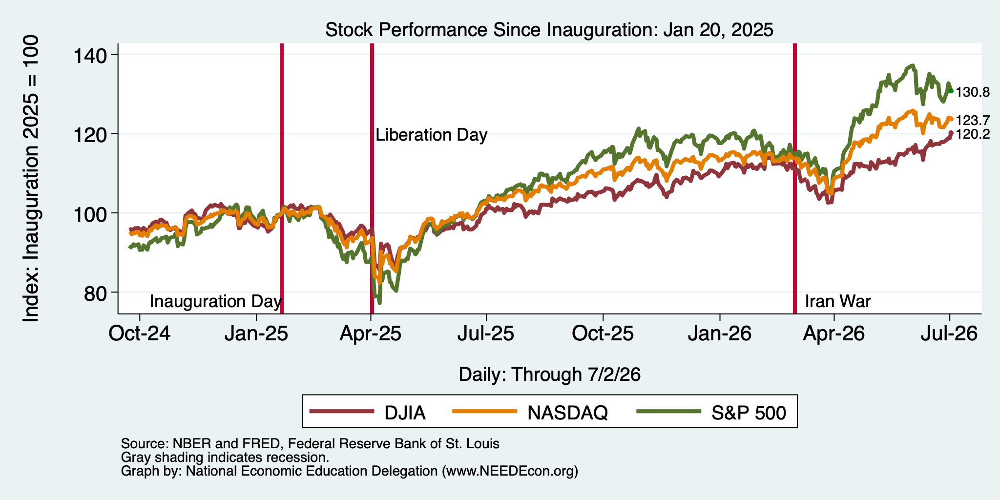 Stock Performance Since Inauguration: Jan 20, 2025
Index: Inauguration 2025 = 100
140
120
100
80
130.8
123.7
120.2
Liberation Day
Inauguration Day
Iran War
Oct-24
Jan-25
Apr-25
Jul-25
Oct-25
Jan-26
Apr-26
Jul-26
Daily: Through 7/2/26
DJIA
NASDAQ
S&P 500
Source: NBER and FRED, Federal Reserve Bank of St. Louis
Gray shading indicates recession.
Graph by: National Economic Education Delegation (www.NEEDEcon.org)